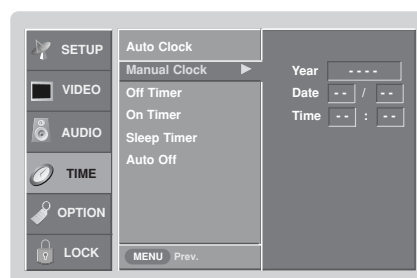 SETUP
VIDEO
AUDIO
TIME
OPTION
LOCK
Auto Clock
Manual Clock
Off Timer
On Timer
Sleep Timer
Auto Off
MENU Prev.
Year - - - -
Date - - / - -
Time - - : - -